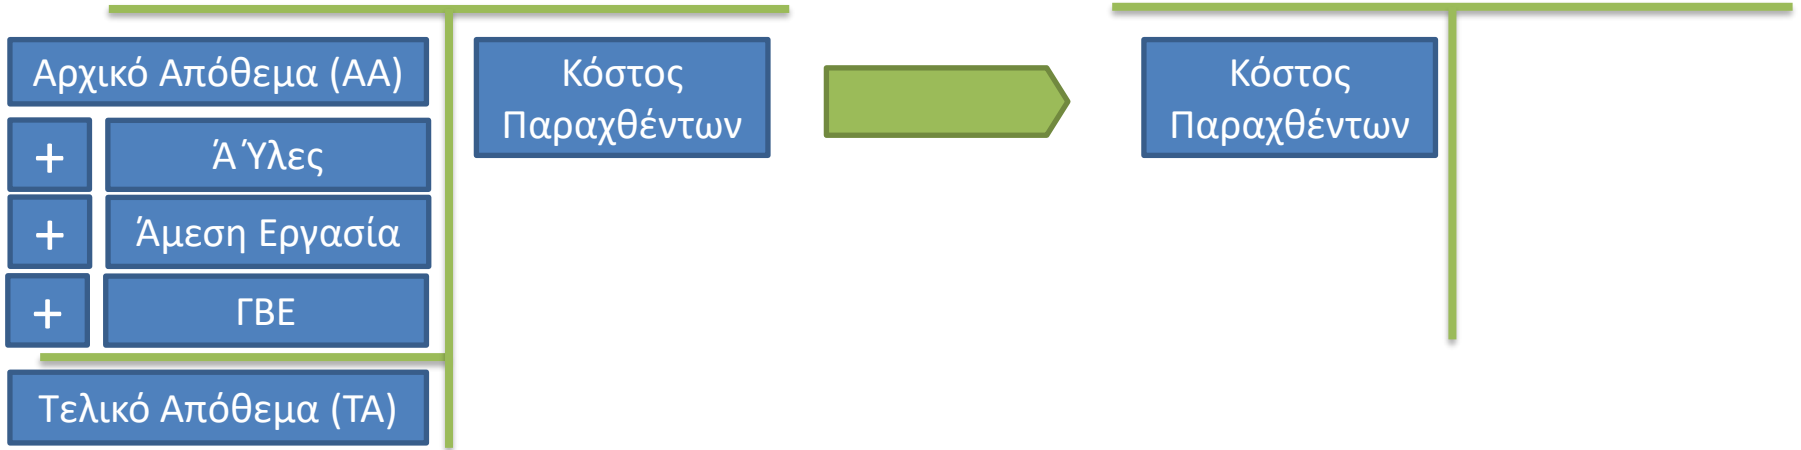 Αρχικό Απόθεμα (ΑΑ)
+ Ά Ύλες
+ Άμεση Εργασία
+ ΓΒΕ
Τελικό Απόθεμα (ΤΑ)
Κόστος
Παραχθέντων
Κόστος
Παραχθέντων